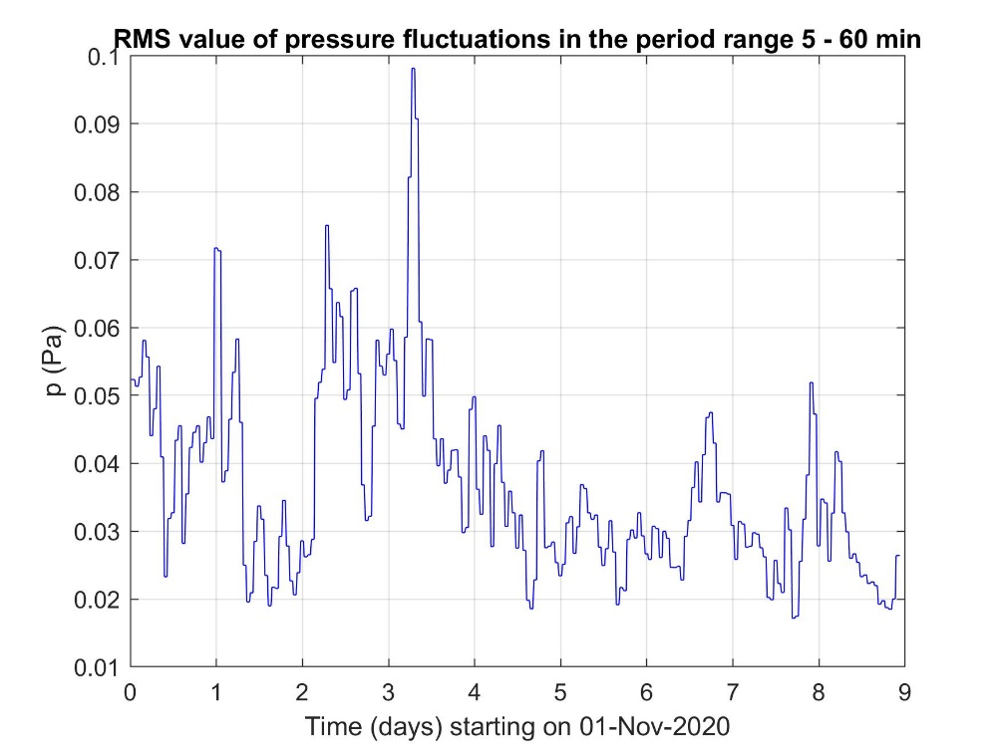 RMS value of pressure fluctuations in the period range 5 - 60 min
0.1
0.09
0.08
0.07
0.06
0.05
0.04
0.03
0.02
0.01
p (Pa)
0 1 2 3 4 5 6 7 8 9
Time (days) starting on 01-Nov-2020